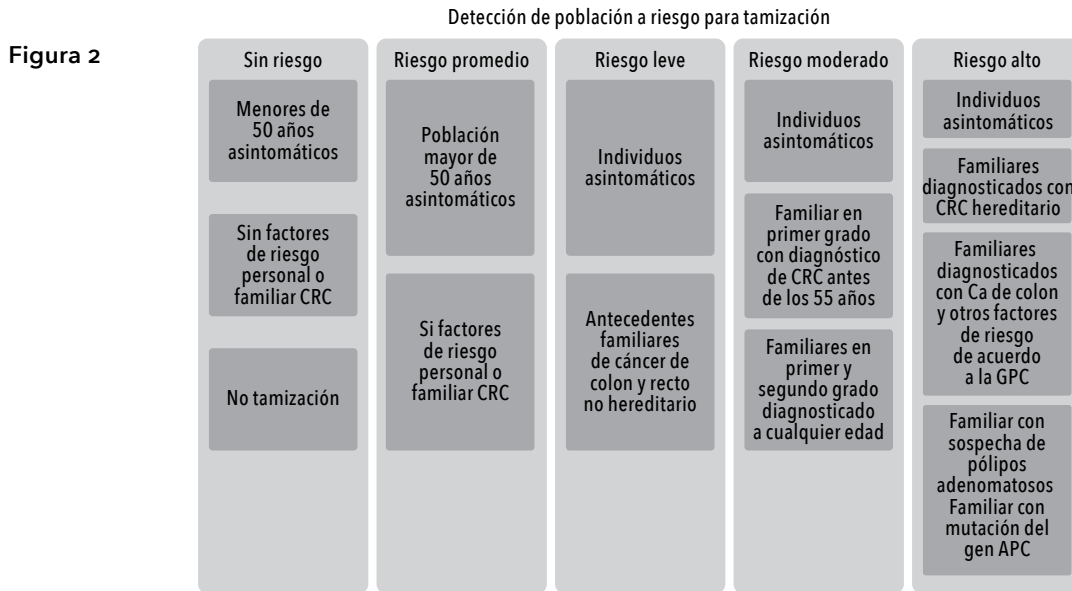 Detección de población a riesgo para tamización
Figura 2
Sin riesgo
Menores de
50 años
asintomáticos
Sin factores
de riesgo
personal o
familiar CRC
No tamización
Riesgo promedio
Población
mayor de
50 años
asintomáticos
Si factores
de riesgo
personal o
familiar CRC
Riesgo leve
Individuos
asintomáticos
Antecedentes
familiares
de cáncer de
colon y recto
no hereditario
Riesgo moderado
Individuos
asintomáticos
Familiar en
primer grado
con diagnóstico
de CRC antes
de los 55 años
Familiares en
primer y
segundo grado
diagnosticado
a cualquier edad
Riesgo alto
Individuos
asintomáticos
Familiares
diagnosticados con
CRC hereditario
Familiares
diagnosticados
con Ca de colon
y otros factores
de riesgo
de acuerdo
a la GPC
Familiar con
sospecha de
pólipos
adenomatosos
Familiar con
mutación del
gen APC